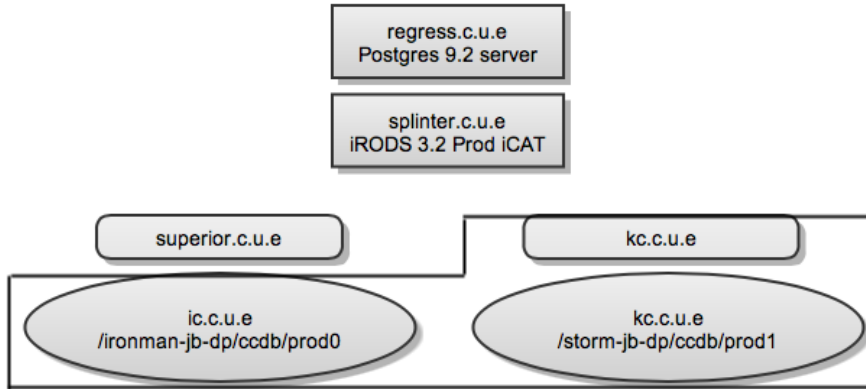 regress.c.u.e
Postgres 9.2 server
splinter.c.u.e
iRODS 3.2 Prod iCAT
superior.c.u.e
kc.c.u.e
ic.c.u.e
/ironman-jb-dp/ccdb/prod0
kc.c.u.e
/storm-jb-dp/ccdb/prod1